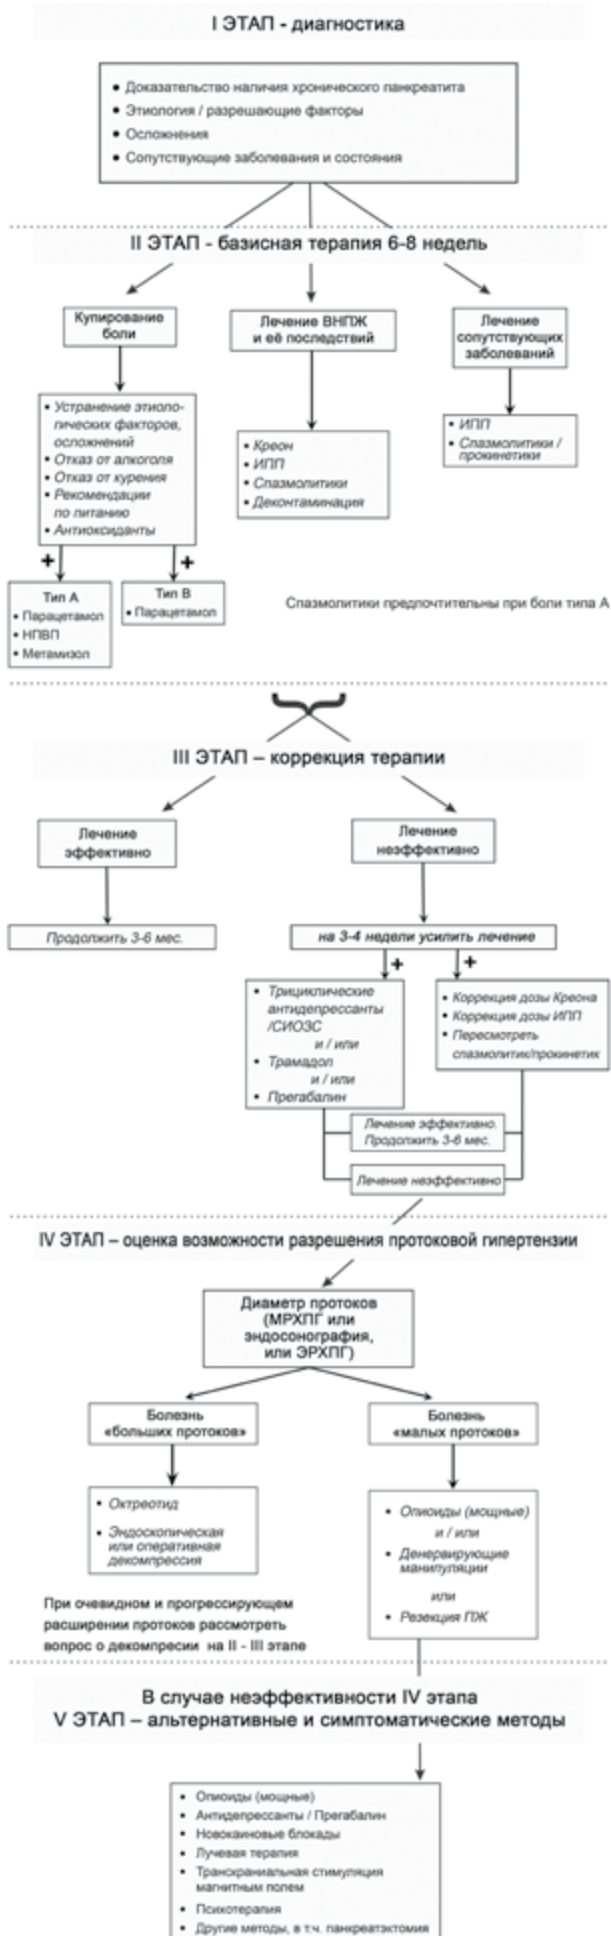 I ЭТАП - диагностика
• Доказательство наличия хронического панкреатита
• Этиология / разрешающие факторы
• Осложнения
• Сопутствующие заболевания и состояния
II ЭТАП - базисная терапия 6-8 недель
Купирование
боли
Лечение ВНПЖ
и её последствий
Лечение
сопутствующих
заболеваний
• Устранение этиоло-
гических факторов,
осложнений
• Отказ от алкоголя
• Отказ от курения
• Рекомендации
по питанию
• Антиоксиданты
• Креон
• ИПП
• Спазмолитики
• Деконтаминация
• ИПП
• Спазмолитики /
прокинетики
+
+
Тип А
• Парацетамол
• НПВП
• Метамизол
Тип В
• Парацетамол
Спазмолитики предпочтительны при боли типа А
III ЭТАП – коррекция терапии
Лечение
эффективно
Лечение
неэффективно
Продолжить 3-6 мес.
на 3-4 недели усилить лечение
+
+
• Трициклические
антидепрессанты
/СИОЗС
и / или
• Трамадол
и / или
• Прегабалин
• Коррекция дозы Креона
• Коррекция дозы ИПП
• Пересмотреть
спазмолитик/прокинетик
Лечение эффективно.
Продолжить 3-6 мес.
Лечение неэффективно
IV ЭТАП – оценка возможности разрешения протоковой гипертензии
Диаметр протоков
(МРХПГ или
эндосонография,
или ЭРХПГ)
Болезнь
«больших протоков»
Болезнь
«малых протоков»
• Октреотид
• Эндоскопическая
или оперативная
декомпрессия
• Опиоиды (мощные)
и / или
• Денервирующие
манипуляции
или
• Резекция ПЖ
При очевидном и прогрессирующем
расширении протоков рассмотреть
вопрос о декомпресии на II - III этапе
В случае неэффективности IV этапа
V ЭТАП – альтернативные и симптоматические методы
• Опиоиды (мощные)
• Антидепрессанты / Прегабалин
• Новокаиновые блокады
• Лучевая терапия
• Транскраниальная стимуляция
магнитным полем
• Психотерапия
• Другие методы, в т.ч. панкреатэктомия